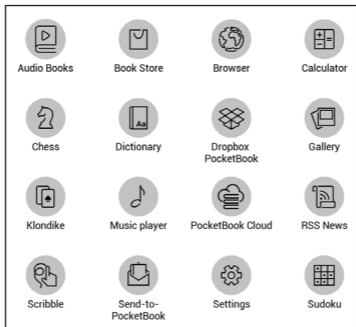 Audio Books Book Store Browser Calculator
Aa
Chess Dictionary Dropbox PocketBook Gallery
Klondike Music player PocketBook Cloud RSS News
Scribble Send-to-PocketBook Settings Sudoku